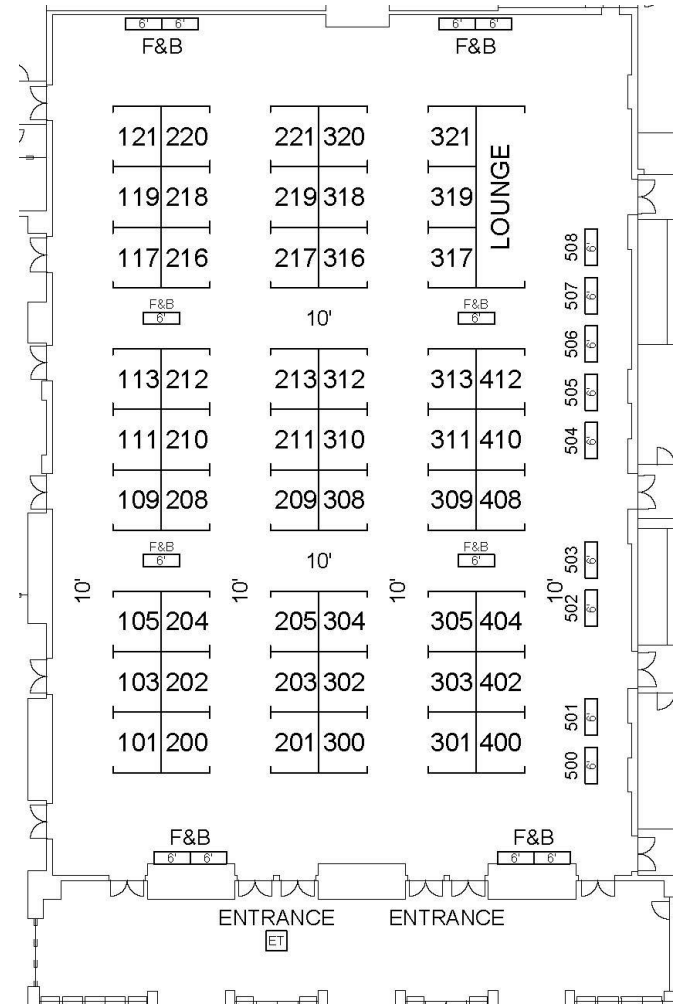 6' 6' 6' 6'
F&B F&B
121 220 221 320 321
LOUNGE
119 218 219 318 319
117 216 217 316 317
508
6'
F&B F&B
6' 10' 6'
507
6'
506
6'
113 212 213 312 313 412
505
6'
111 210 211 310 311 410
504
6'
109 208 209 308 309 408
F&B F&B
6' 10' 6'
503
6'
10' 10' 10' 10'
502
6'
105 204 205 304 305 404
103 202 203 302 303 402
501
6'
101 200 201 300 301 400
500
6'
F&B F&B
6' 6' 6' 6'
ENTRANCE ENTRANCE
ET